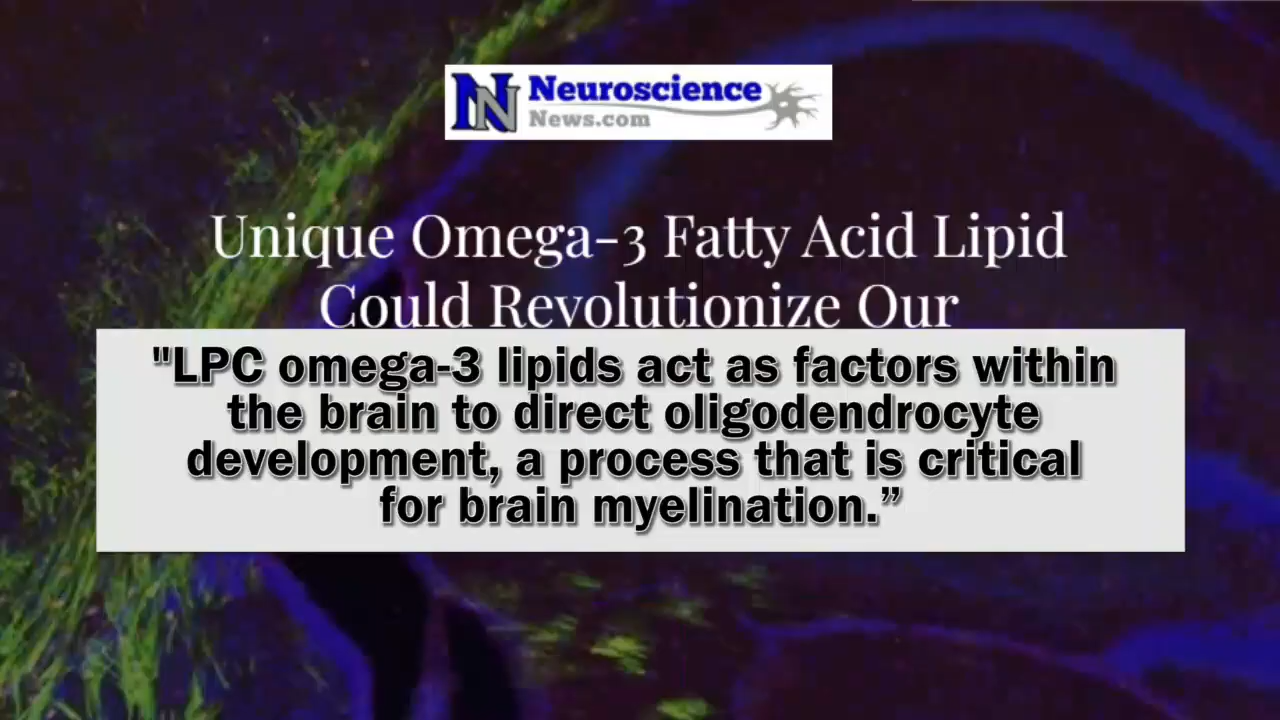 NN Neuroscience
News.com
Unique Omega-3 Fatty Acid Lipid
Could Revolutionize Our
"LPC omega-3 lipids act as factors within
the brain to direct oligodendrocyte
development, a process that is critical
for brain myelination.”